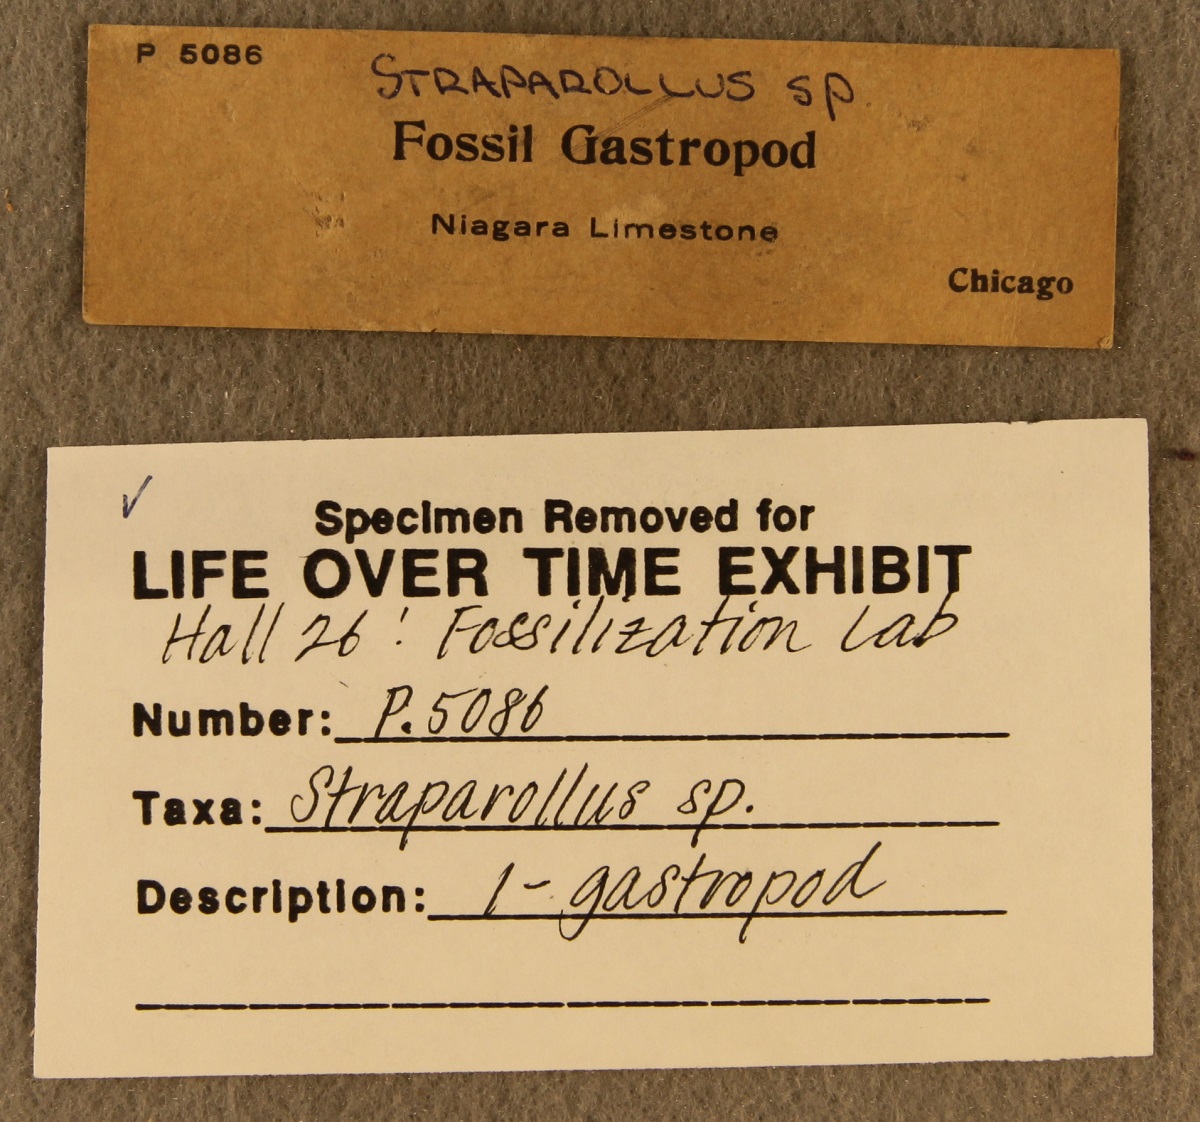 P 5086
STRAPAROLLUS sp.
Fossil Gastropod
Niagara Limestone
Chicago
✓
Specimen Removed for
LIFE OVER TIME EXHIBIT
Hall 26: Fossilization Lab
Number: P.5086
Taxa: Straparollus sp.
Description: 1- gastropod